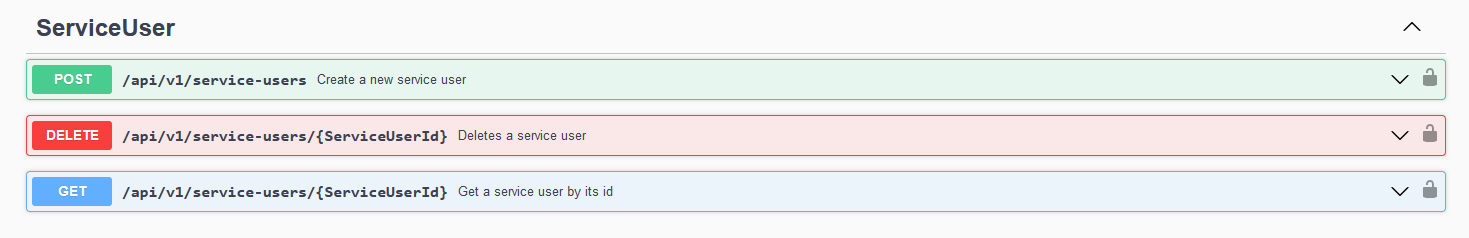 ServiceUser
POST /api/v1/service-users Create a new service user
DELETE /api/v1/service-users/{ServiceUserId} Deletes a service user
GET /api/v1/service-users/{ServiceUserId} Get a service user by its id